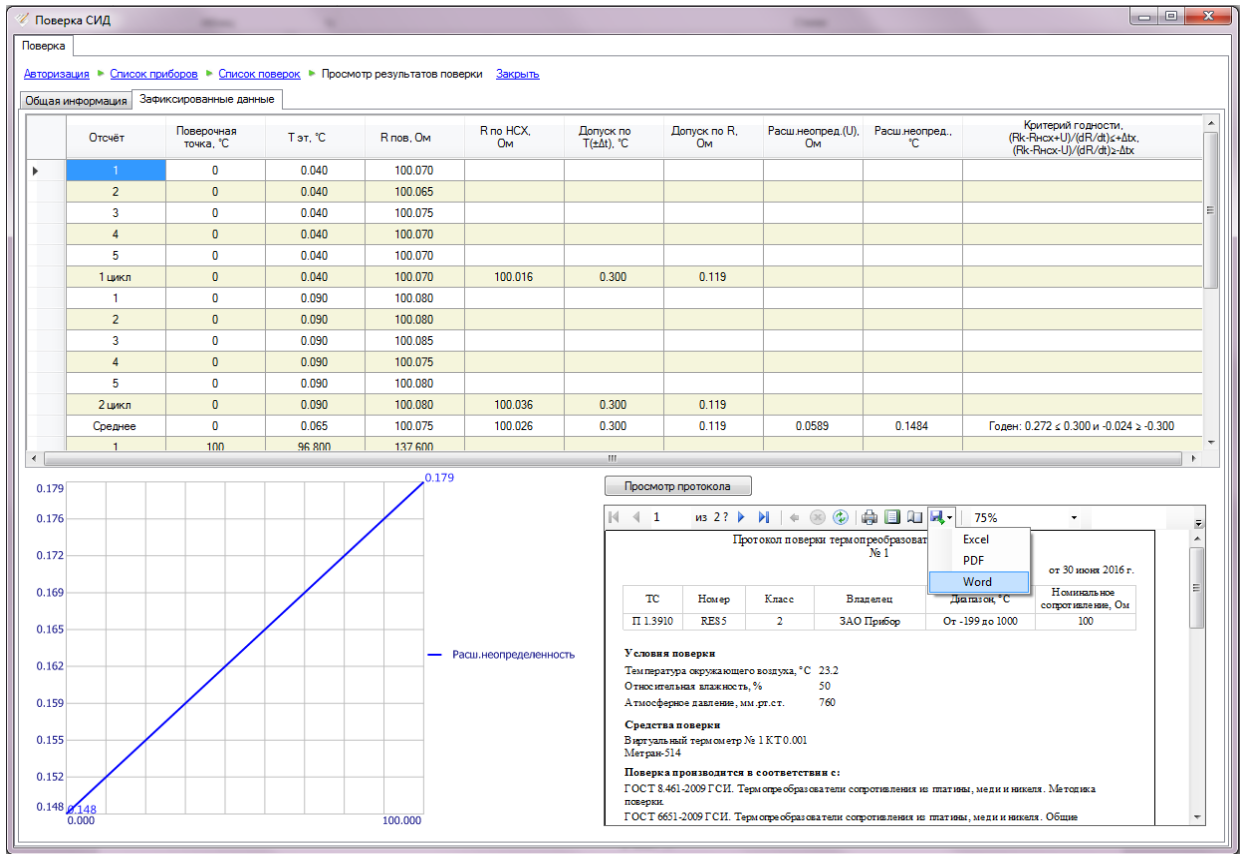 Поверка СИД
Поверка
Авторизация Список приборов Список поверок Просмотр результатов поверки Закрыть
Общая информация Зафиксированные данные
Отсчёт Поверочная точка, °C Т эт, °C R пов, Ом R по НСХ, Ом Допуск по T(±Δt), °C Допуск по R, Ом Расш.неопред.(U), Ом Расш.неопред., °C Критерий годности, (Rk-Rнсх+U)/(dR/dt)≤+Δtx, (Rk-Rнсх-U)/(dR/dt)≥-Δtx
1 0 0.040 100.070
2 0 0.040 100.065
3 0 0.040 100.075
4 0 0.040 100.070
5 0 0.040 100.070
1 цикл 0 0.040 100.070 100.016 0.300 0.119
1 0 0.090 100.080
2 0 0.090 100.080
3 0 0.090 100.085
4 0 0.090 100.075
5 0 0.090 100.080
2 цикл 0 0.090 100.080 100.036 0.300 0.119
Среднее 0 0.065 100.075 100.026 0.300 0.119 0.0589 0.1484 Годен: 0.272 ≤ 0.300 и -0.024 ≥ -0.300
1 100 96.800 137.600
0.179
0.179
0.176
0.172
0.169
0.165
0.162
0.159
0.155
0.152
0.148
0.148
0.000 100.000
Расш.неопределенность
Просмотр протокола
1 из 2 ? 75%
Excel
PDF
Word
Протокол поверки термопреобразоват
№ 1
от 30 июня 2016 г.
ТС Номер Класс Владелец Диапазон, °С Номинальное сопротивление, Ом
П 1.3910 RE85 2 ЗАО Прибор От -199 до 1000 100
Условия поверки
Температура окружающего воздуха, °C 23.2
Относительная влажность, % 50
Атмосферное давление, мм.рт.ст. 760
Средства поверки
Виртуальный термометр № 1 КТ 0.001
Метран-514
Поверка производится в соответствии с:
ГОСТ 8.461-2009 ГСИ. Термопреобразователи сопротивления из платины, меди и никеля. Методика
поверки.
ГОСТ 6651-2009 ГСИ. Термопреобразователи сопротивления из платины, меди и никеля. Общие